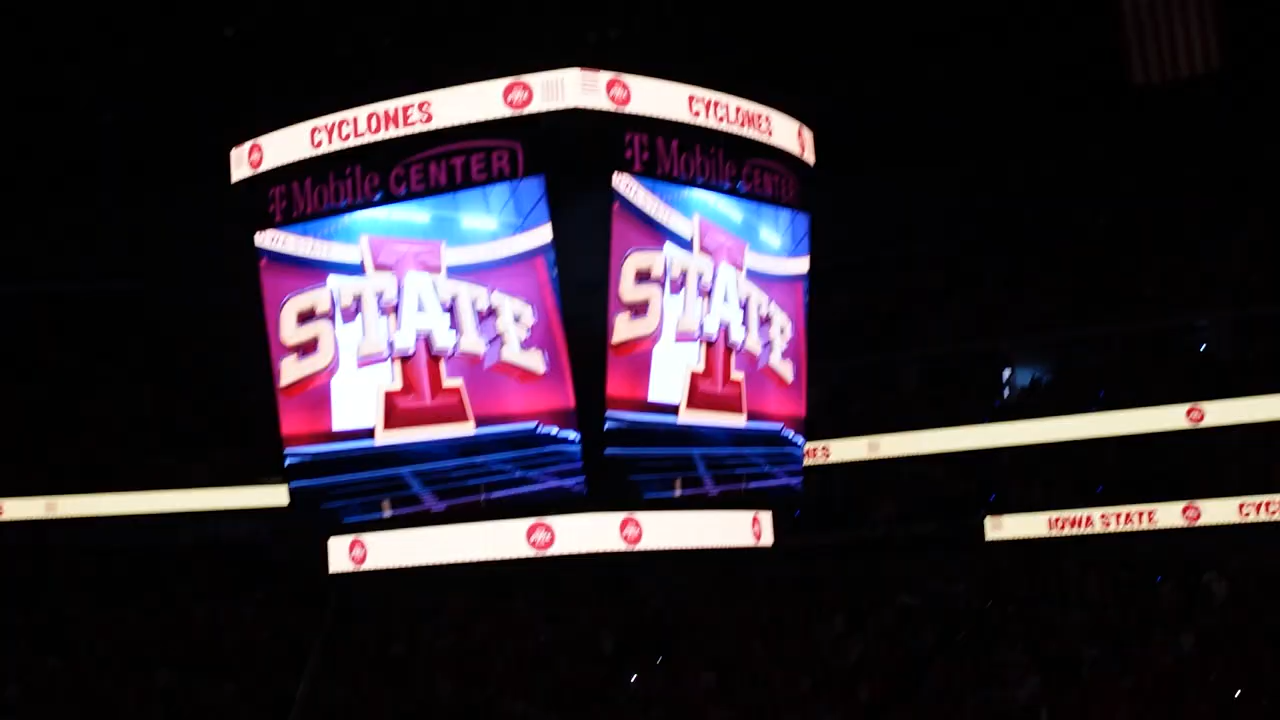 CYCLONES
CYCLONES
T Mobile CENTER
T Mobile CENTER
I
STATE
I
STATE
IOWA STATE